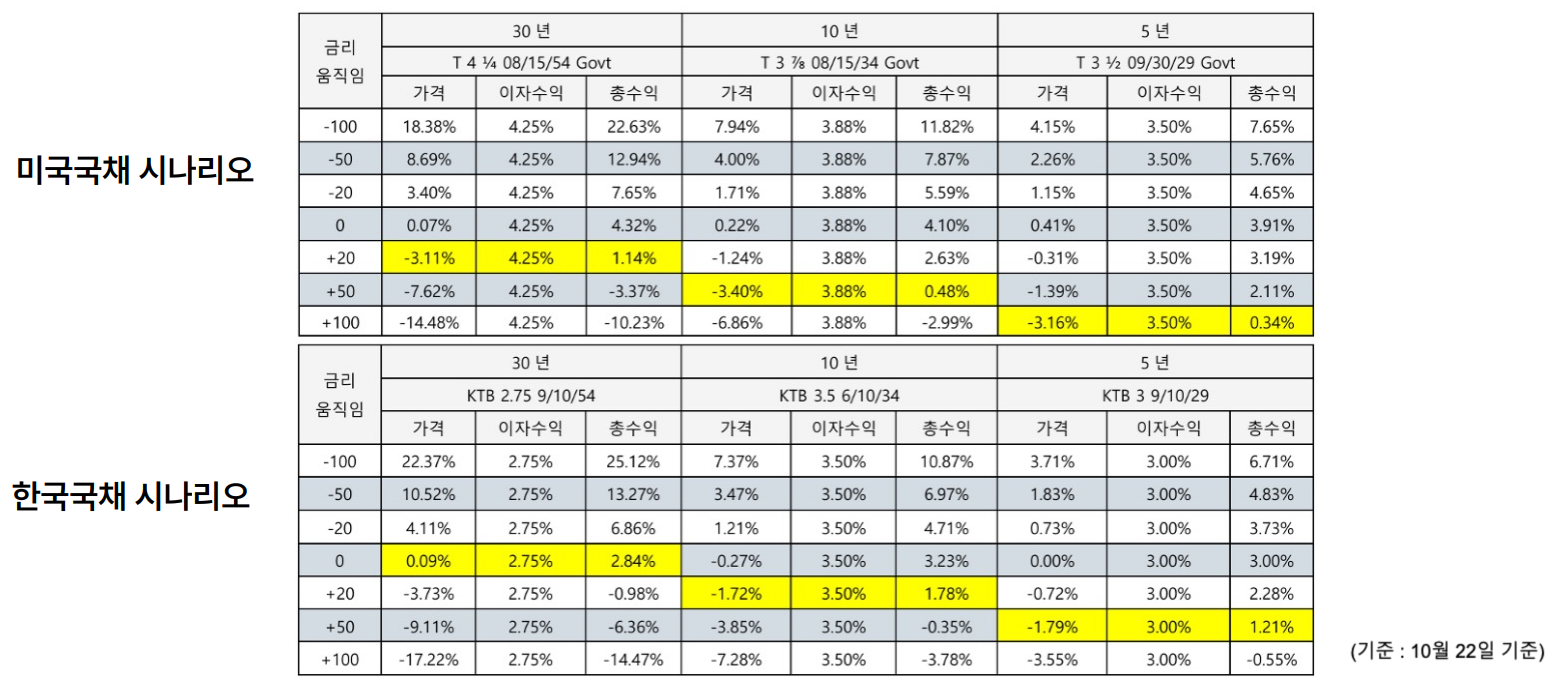 미국국채 시나리오
금리 움직임 30 년 10 년 5 년
T 4 ¼ 08/15/54 Govt T 3 ⅞ 08/15/34 Govt T 3 ½ 09/30/29 Govt
가격 이자수익 총수익 가격 이자수익 총수익 가격 이자수익 총수익
-100 18.38% 4.25% 22.63% 7.94% 3.88% 11.82% 4.15% 3.50% 7.65%
-50 8.69% 4.25% 12.94% 4.00% 3.88% 7.87% 2.26% 3.50% 5.76%
-20 3.40% 4.25% 7.65% 1.71% 3.88% 5.59% 1.15% 3.50% 4.65%
0 0.07% 4.25% 4.32% 0.22% 3.88% 4.10% 0.41% 3.50% 3.91%
+20 -3.11% 4.25% 1.14% -1.24% 3.88% 2.63% -0.31% 3.50% 3.19%
+50 -7.62% 4.25% -3.37% -3.40% 3.88% 0.48% -1.39% 3.50% 2.11%
+100 -14.48% 4.25% -10.23% -6.86% 3.88% -2.99% -3.16% 3.50% 0.34%
한국국채 시나리오
금리 움직임 30 년 10 년 5 년
KTB 2.75 9/10/54 KTB 3.5 6/10/34 KTB 3 9/10/29
가격 이자수익 총수익 가격 이자수익 총수익 가격 이자수익 총수익
-100 22.37% 2.75% 25.12% 7.37% 3.50% 10.87% 3.71% 3.00% 6.71%
-50 10.52% 2.75% 13.27% 3.47% 3.50% 6.97% 1.83% 3.00% 4.83%
-20 4.11% 2.75% 6.86% 1.21% 3.50% 4.71% 0.73% 3.00% 3.73%
0 0.09% 2.75% 2.84% -0.27% 3.50% 3.23% 0.00% 3.00% 3.00%
+20 -3.73% 2.75% -0.98% -1.72% 3.50% 1.78% -0.72% 3.00% 2.28%
+50 -9.11% 2.75% -6.36% -3.85% 3.50% -0.35% -1.79% 3.00% 1.21%
+100 -17.22% 2.75% -14.47% -7.28% 3.50% -3.78% -3.55% 3.00% -0.55%
(기준 : 10월 22일 기준)